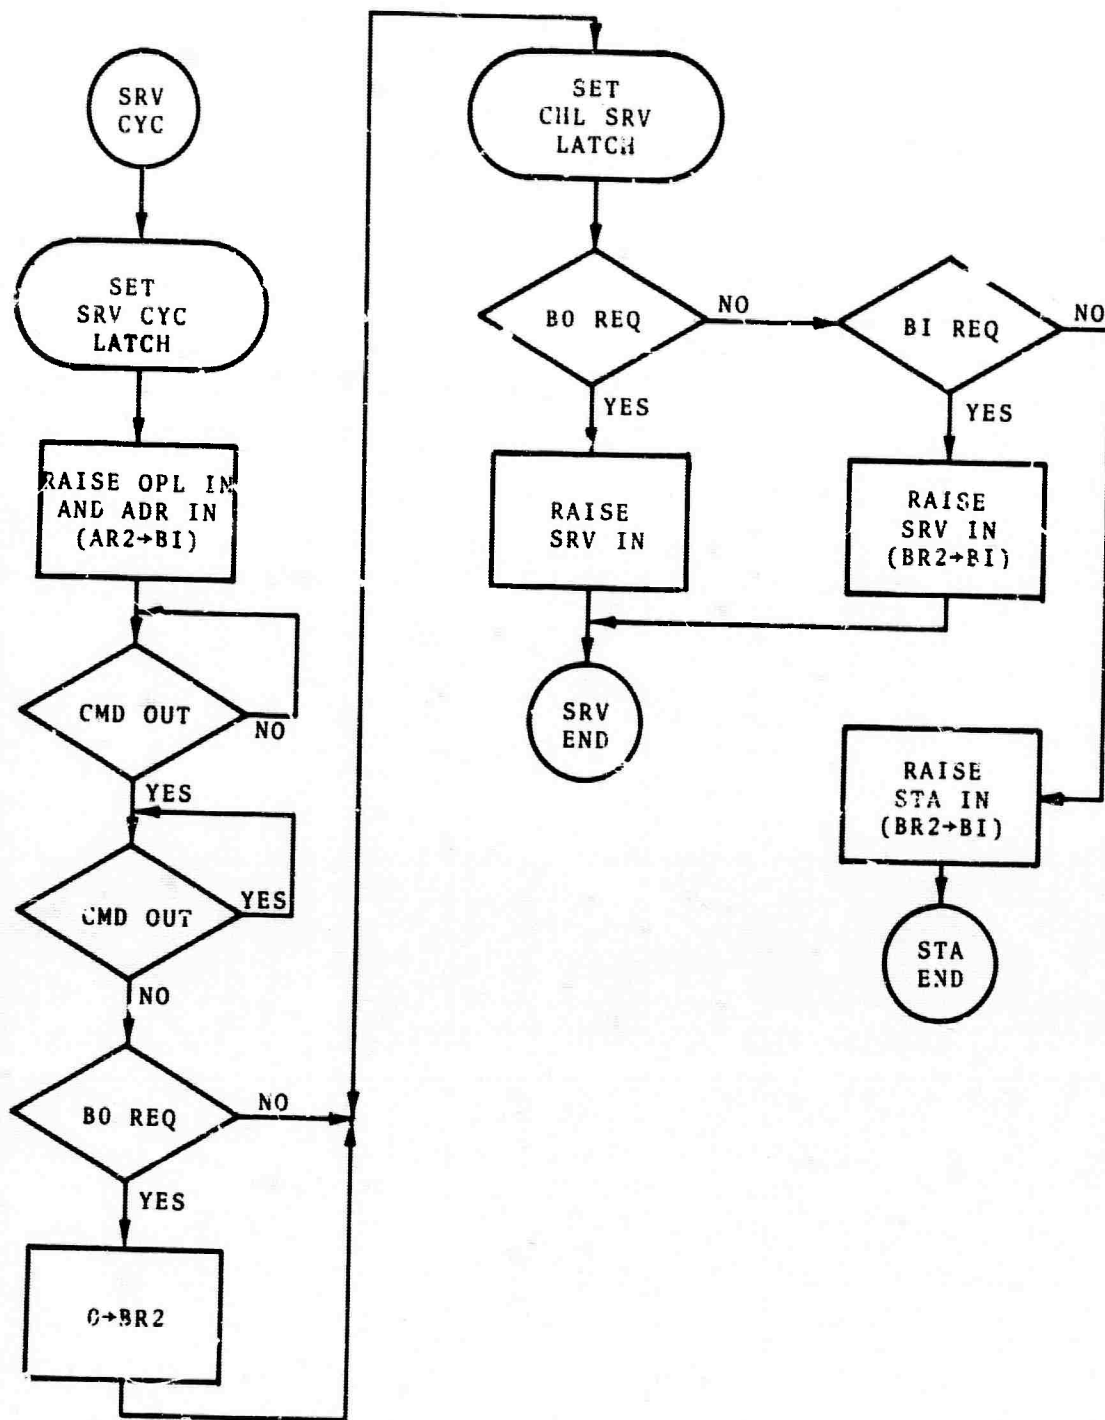 SRV
CYC
SET
SRV CYC
LATCH
RAISE OPL IN
AND ADR IN
(AR2→BI)
CMD OUT
NO
YES
CMD OUT
YES
NO
BO REQ
NO
YES
0→BR2
SET
CHL SRV
LATCH
BO REQ
NO
YES
BI REQ
NO
YES
RAISE
SRV IN
RAISE
SRV IN
(BR2→BI)
SRV
END
RAISE
STA IN
(BR2→BI)
STA
END